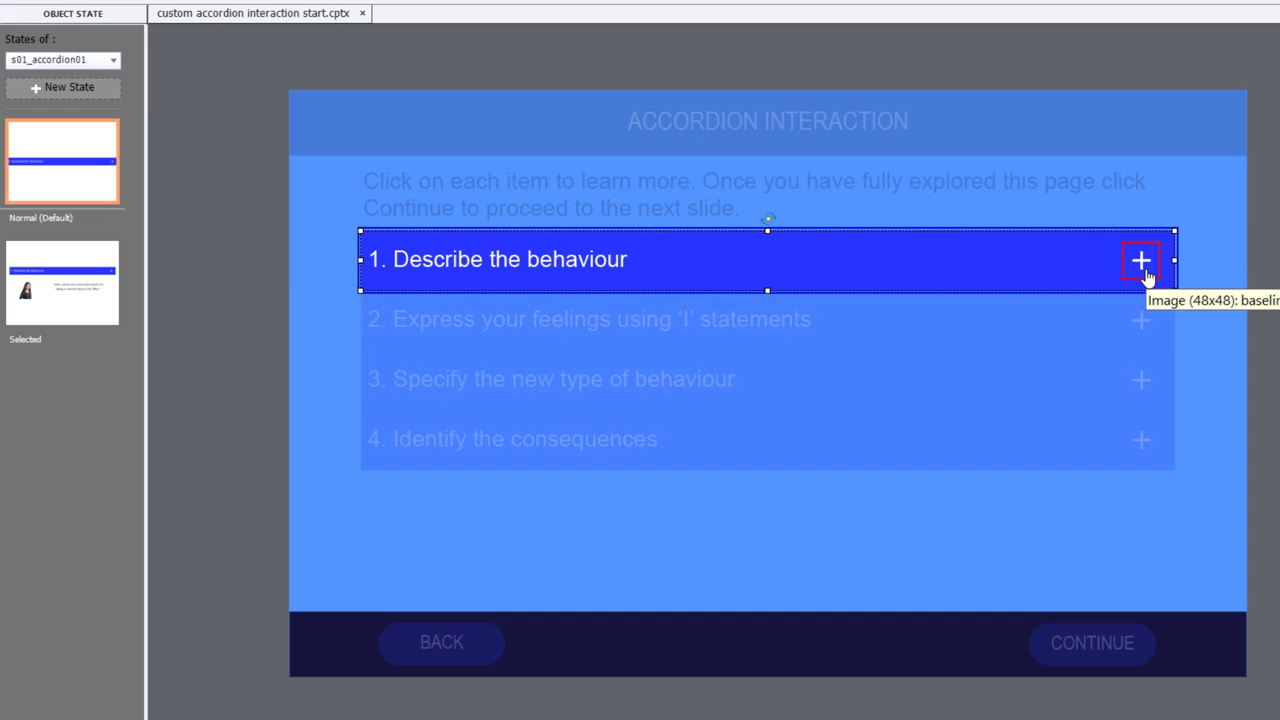 OBJECT STATE
custom accordion interaction start.cptx ×
States of :
s01_accordion01
New State
Normal (Default)
Selected
ACCORDION INTERACTION
Click on each item to learn more. Once you have fully explored this page click
Continue to proceed to the next slide.
1. Describe the behaviour
Image (48x48): baselin
2. Express your feelings using ‘I’ statements
3. Specify the new type of behaviour
4. Identify the consequences
BACK
CONTINUE